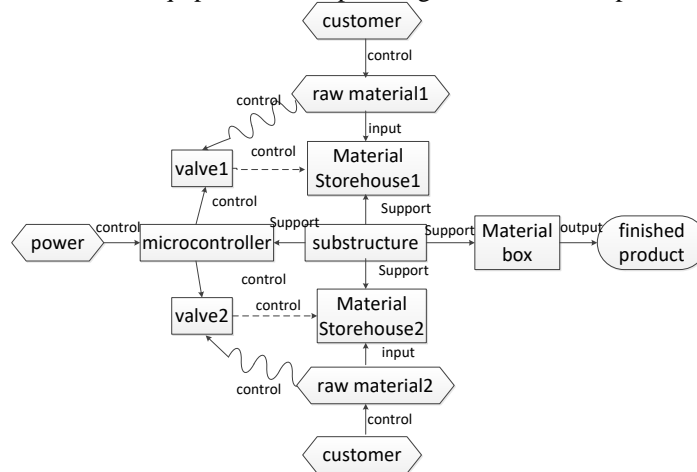 customer
control
raw material1
control
input
valve1
control
Material
Storehouse1
control
Support
control
Support
Support
output
power
microcontroller
substructure
Material
box
finished
product
Support
control
control
valve2
Material
Storehouse2
input
control
raw material2
control
customer